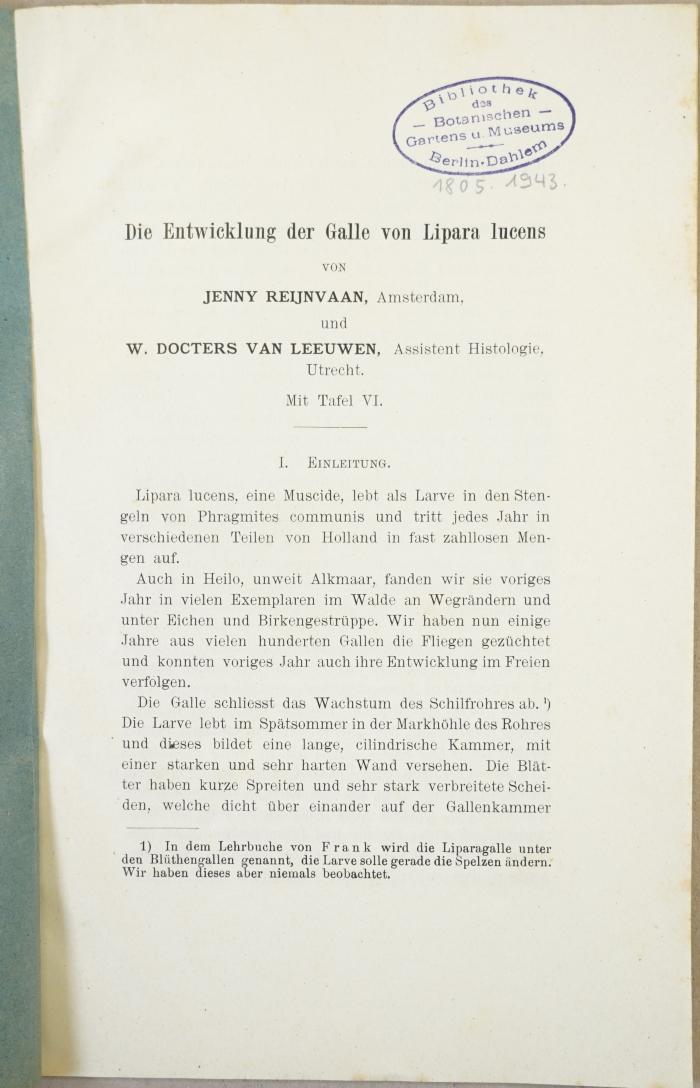 Bibliothek
des
— Botanischen —
Gartens u. Museums
Berlin-Dahlem
1805. 1943.
Die Entwicklung der Galle von Lipara lucens
VON
JENNY REIJNVAAN, Amsterdam,
und
W. DOCTERS VAN LEEUWEN, Assistent Histologie,
Utrecht.
Mit Tafel VI.
I. EINLEITUNG.
Lipara lucens, eine Muscide, lebt als Larve in den Sten-
geln von Phragmites communis und tritt jedes Jahr in
verschiedenen Teilen von Holland in fast zahllosen Men-
gen auf.
Auch in Heilo, unweit Alkmaar, fanden wir sie voriges
Jahr in vielen Exemplaren im Walde an Wegrändern und
unter Eichen und Birkengestrüppe. Wir haben nun einige
Jahre aus vielen hunderten Gallen die Fliegen gezüchtet
und konnten voriges Jahr auch ihre Entwicklung im Freien
verfolgen.
Die Galle schliesst das Wachstum des Schilfrohres ab. ¹)
Die Larve lebt im Spätsommer in der Markhöhle des Rohres
und dieses bildet eine lange, cilindrische Kammer, mit
einer starken und sehr harten Wand versehen. Die Blät-
ter haben kurze Spreiten und sehr stark verbreitete Schei-
den, welche dicht über einander auf der Gallenkammer
1) In dem Lehrbuche von Frank wird die Liparagalle unter
den Blüthengallen genannt, die Larve solle gerade die Spelzen ändern.
Wir haben dieses aber niemals beobachtet.